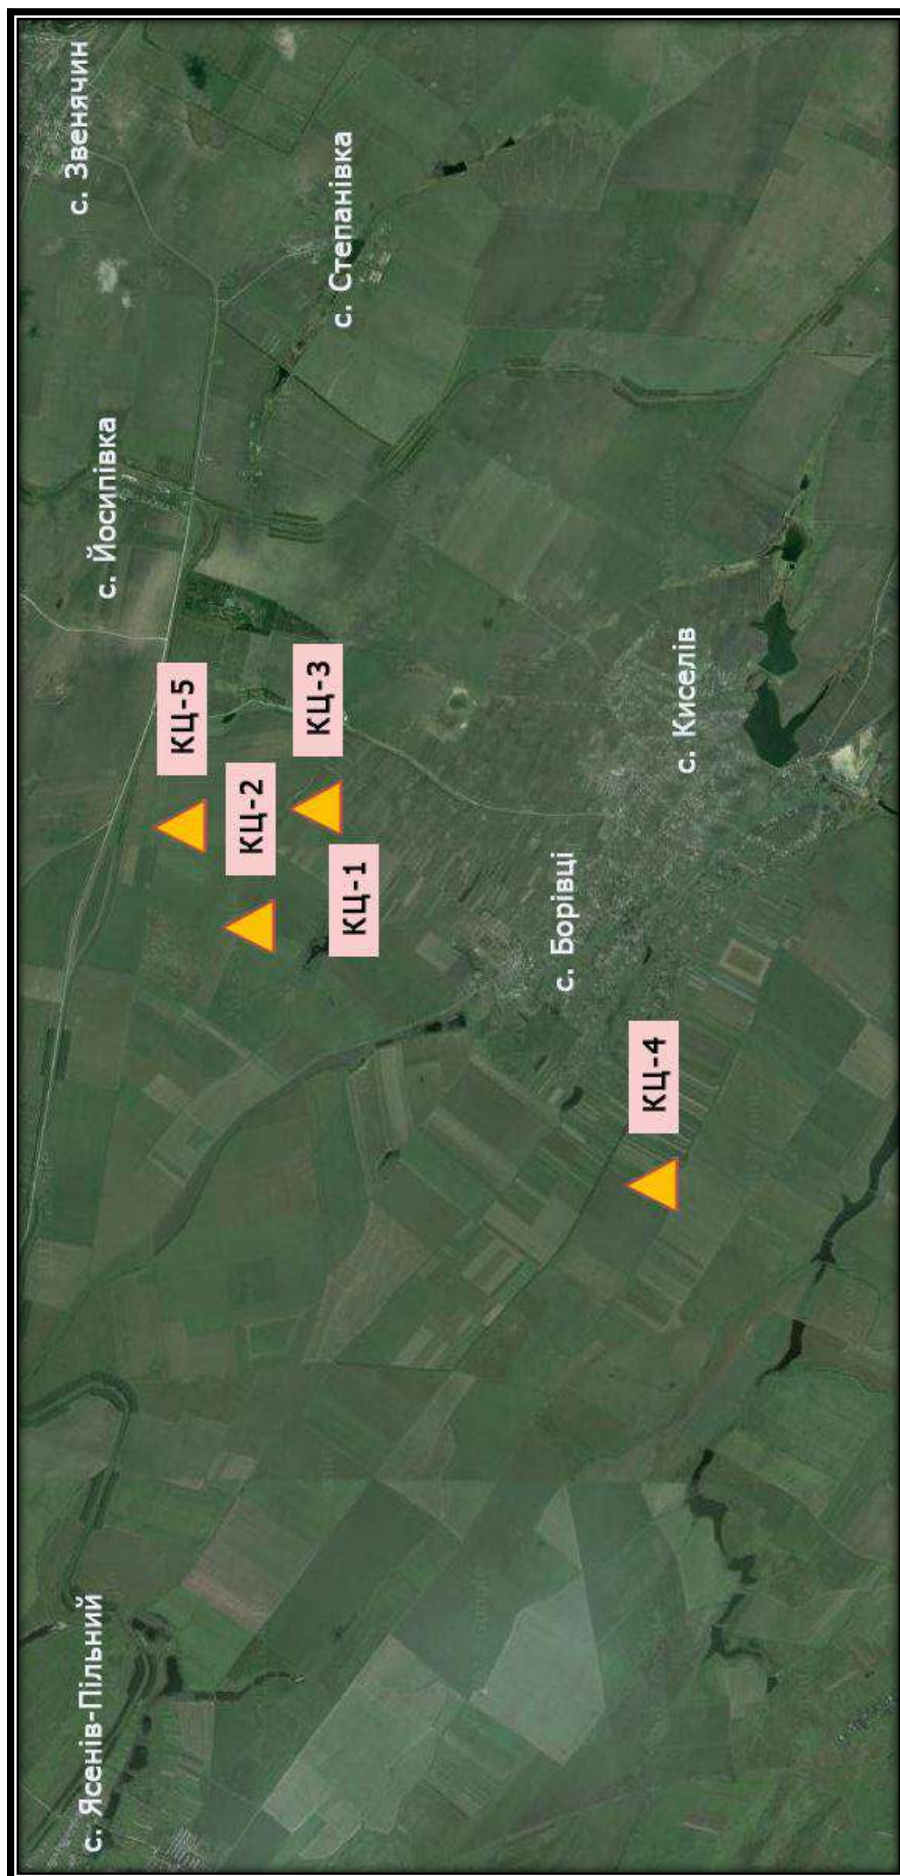 с. Ясенів-Пільний
с. Йосипівка
с. Звенячин
КЦ-5
КЦ-2
КЦ-3
с. Степанівка
КЦ-1
с. Борівці
КЦ-4
с. Киселів